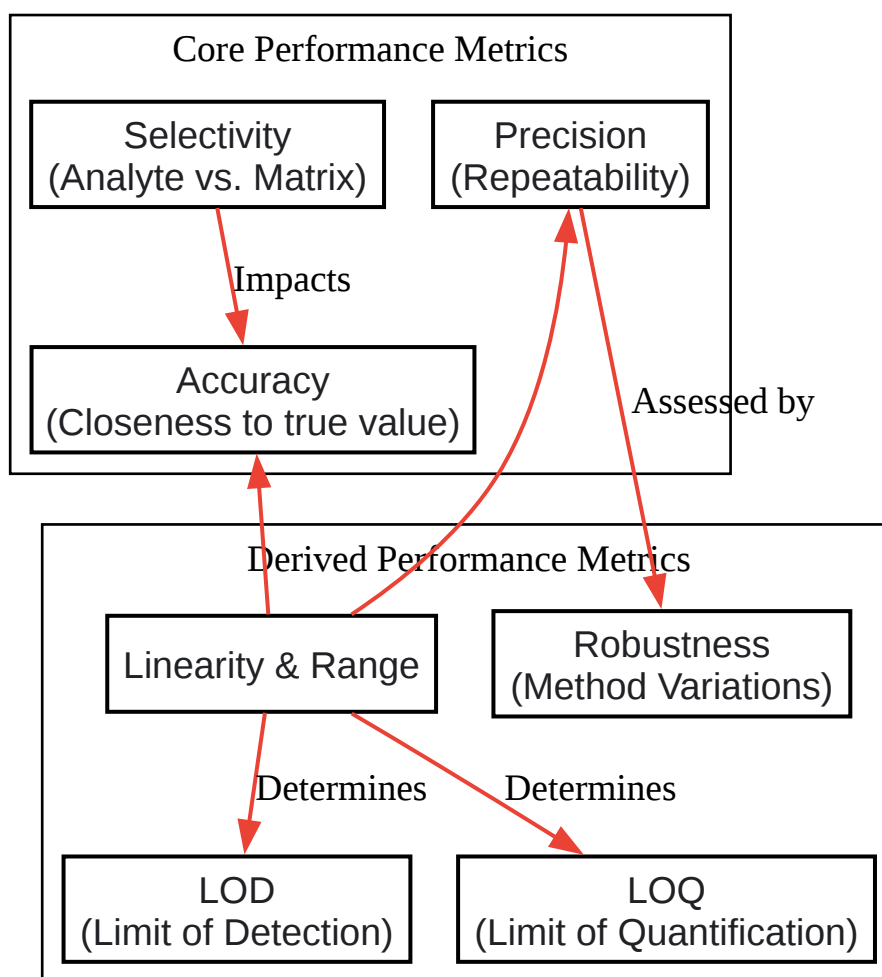 Core Performance Metrics
Selectivity
(Analyte vs. Matrix)
Precision
(Repeatability)
Impacts
Accuracy
(Closeness to true value)
Assessed by
Derived Performance Metrics
Linearity & Range
Robustness
(Method Variations)
Determines
Determines
LOD
(Limit of Detection)
LOQ
(Limit of Quantification)